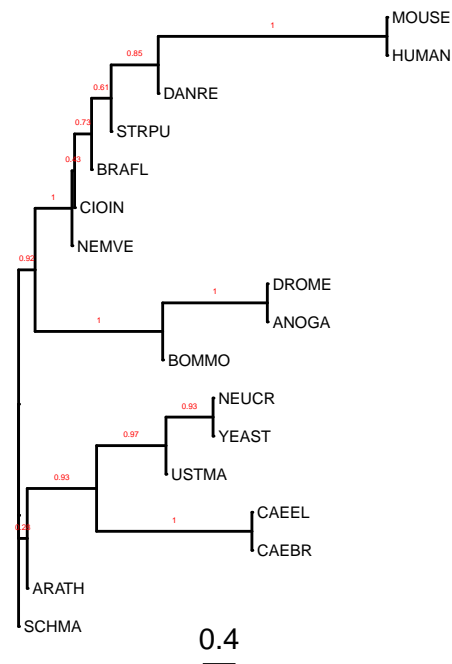 MOUSE
1
HUMAN
0.85
DANRE
0.61
STRPU
0.73
BRAFL
0.43
1
CIOIN
NEMVE
0.92
DROME
1
ANOGA
1
BOMMO
NEUCR
0.93
YEAST
0.97
USTMA
0.93
CAEEL
1
CAEBR
ARATH
SCHMA
0.4